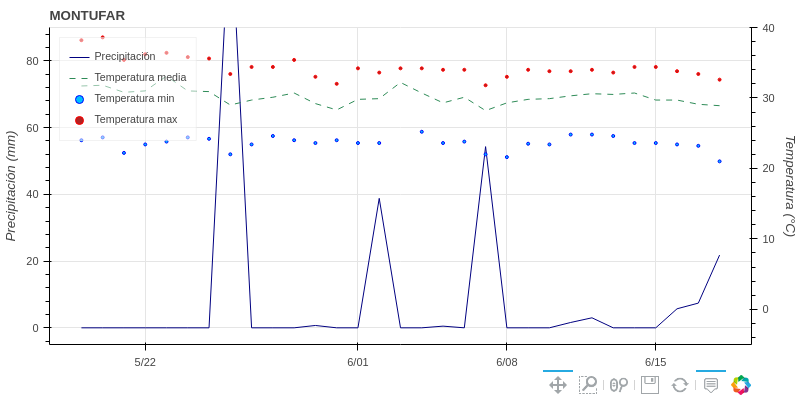 MONTUFAR
Precipitación
Temperatura media
Temperatura min
Temperatura max
Precipitación (mm)
80
60
40
20
0
40
30
20
10
0
Temperatura (°C)
5/22
6/01
6/08
6/15